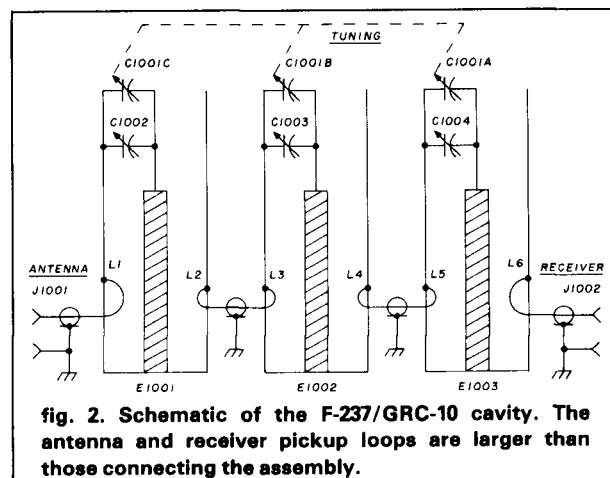 TUNING
C1001C
C1001B
C1001A
C1002
C1003
C1004
ANTENNA
J1001
L1
L2
L3
L4
L5
L6
RECEIVER
J1002
E1001
E1002
E1003
fig. 2. Schematic of the F-237/GRC-10 cavity. The
antenna and receiver pickup loops are larger than
those connecting the assembly.